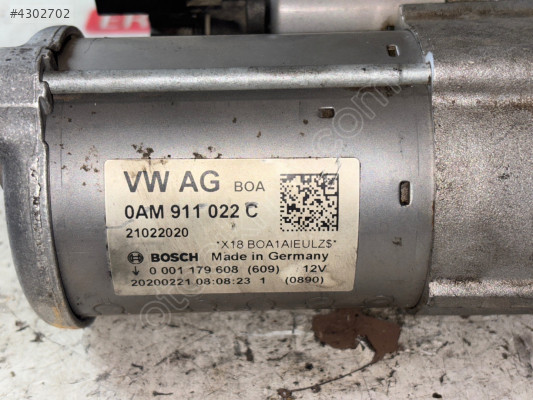 #4302702
VW AG BOA
0AM 911 022 C
21022020
*X18 BOA1AIEULZ$*
BOSCH Made in Germany
0 001 179 608 (609) 12V
20200221 08:08:23 1 (0890)